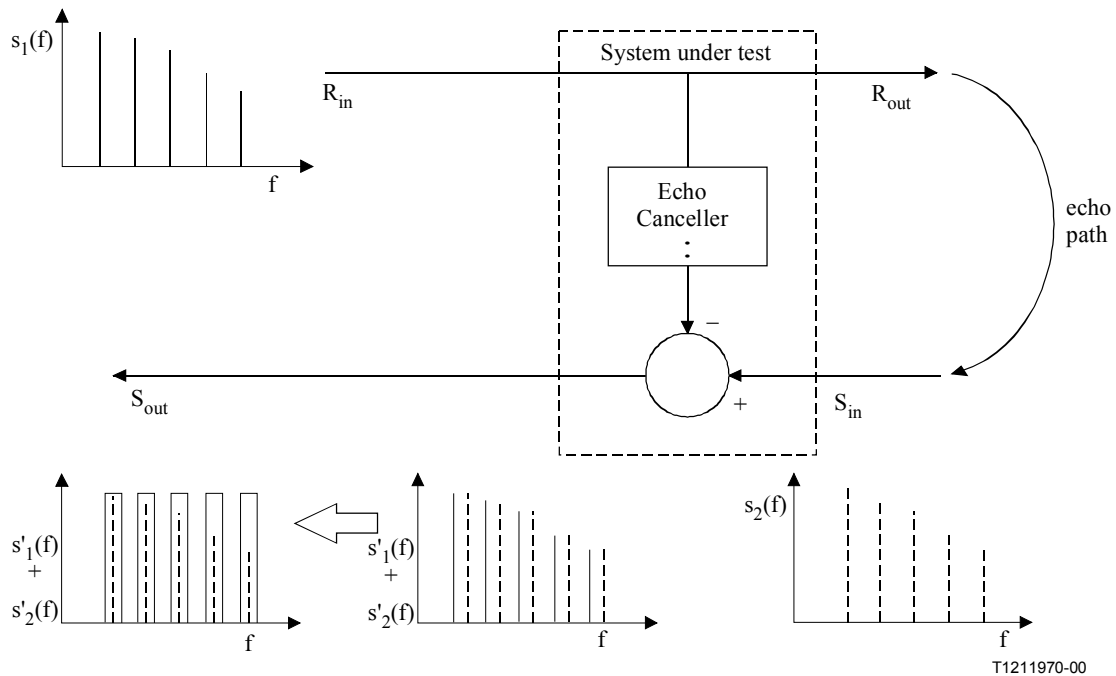 s1(f)
f
System under test
Rin
Rout
Echo
Canceller
echo
path
−
+
Sout
Sin
s'1(f)
+
s'2(f)
f
s'1(f)
+
s'2(f)
f
s2(f)
f
T1211970-00